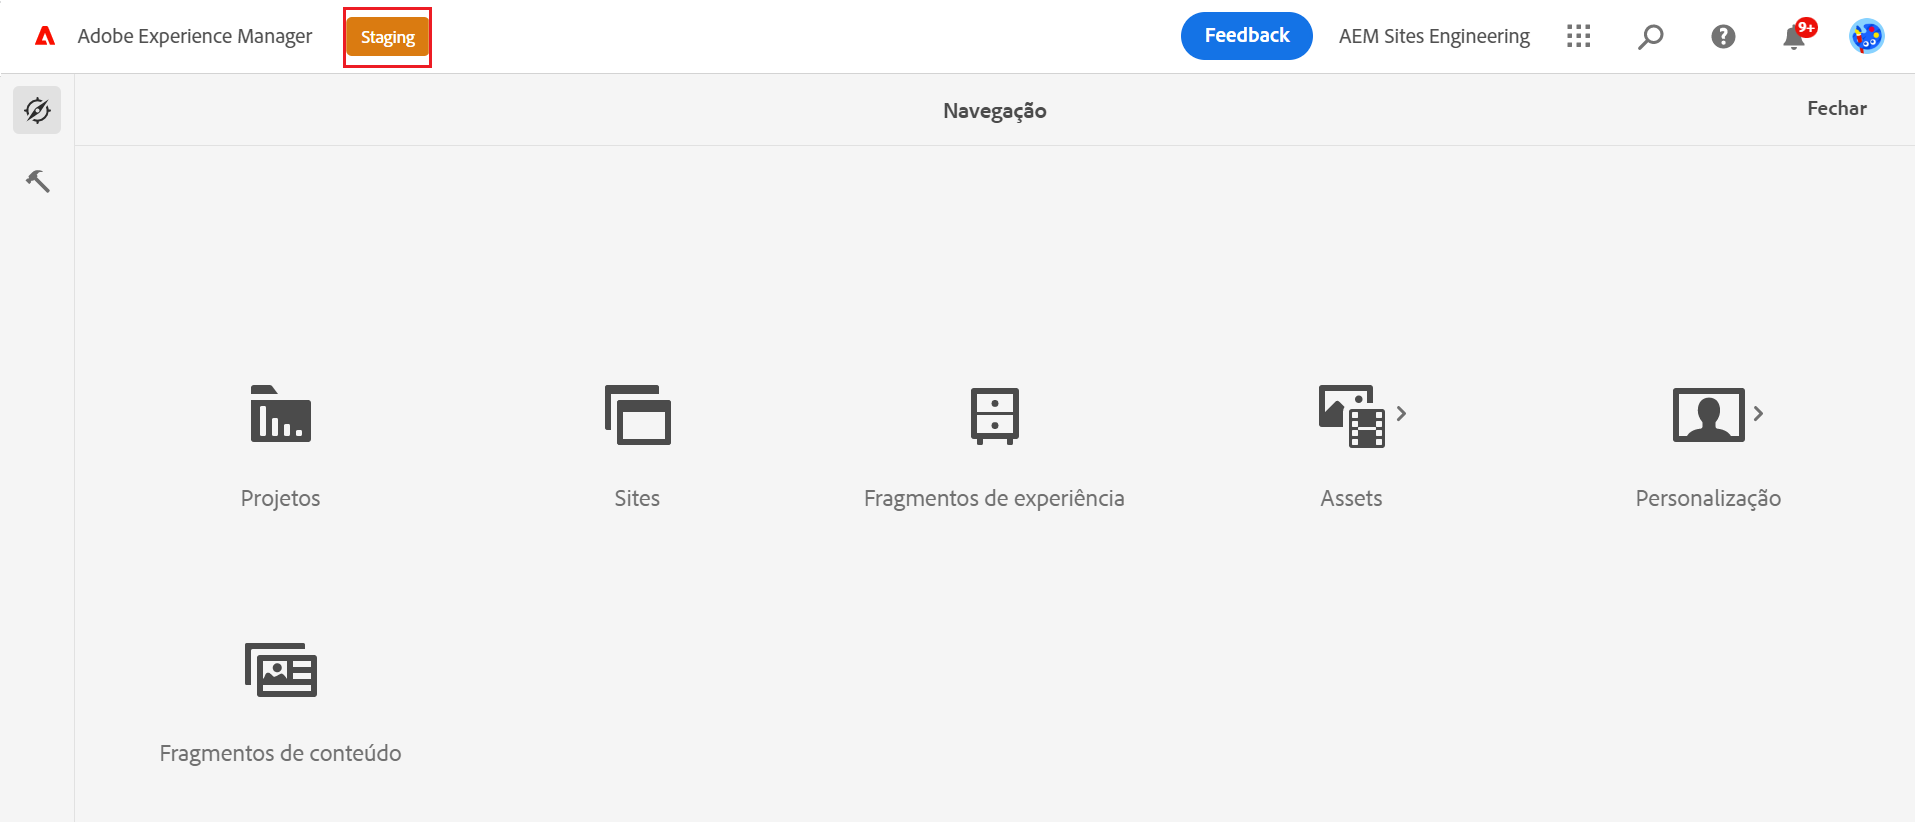 Adobe Experience Manager
Staging
Feedback
AEM Sites Engineering
9+
Navegação
Fechar
Projetos
Sites
Fragmentos de experiência
Assets
Personalização
Fragmentos de conteúdo